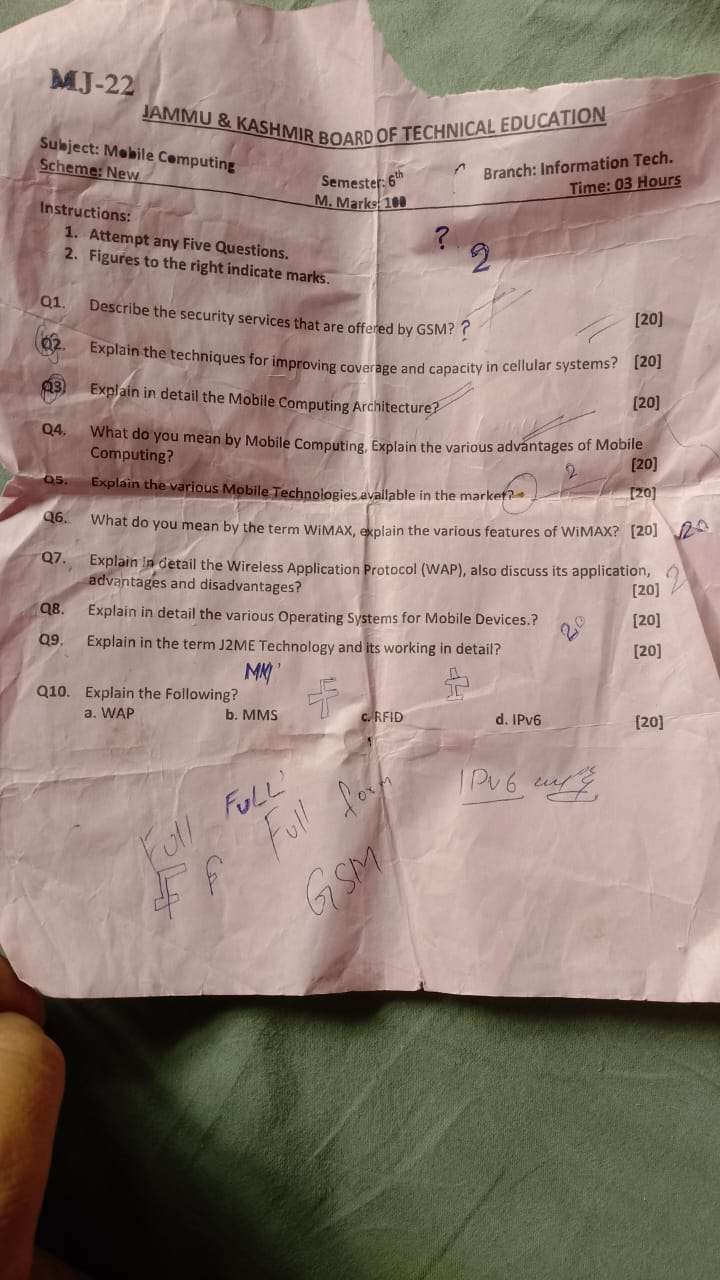 MJ-22
JAMMU & KASHMIR BOARD OF TECHNICAL EDUCATION
Subject: Mobile Computing
Semester: 6th
Branch: Information Tech.
Scheme: New
M. Marks: 100
Time: 03 Hours
Instructions:
1. Attempt any Five Questions.
2. Figures to the right indicate marks.
? 2
Q1. Describe the security services that are offered by GSM? ? [20]
Q2. Explain the techniques for improving coverage and capacity in cellular systems? [20]
Q3 Explain in detail the Mobile Computing Architecture? [20]
Q4. What do you mean by Mobile Computing, Explain the various advantages of Mobile
Computing? [20]
2
Q5. Explain the various Mobile Technologies available in the market? [20]
Q6. What do you mean by the term WiMAX, explain the various features of WiMAX? [20] 20
Q7. Explain in detail the Wireless Application Protocol (WAP), also discuss its application, 2
advantages and disadvantages? [20]
Q8. Explain in detail the various Operating Systems for Mobile Devices.? [20]
20
Q9. Explain in the term J2ME Technology and its working in detail? [20]
Q10. Explain the Following?
a. WAP b. MMS c. RFID d. IPv6 [20]
IPv6
FULL'
Full Full form
F F
GSM